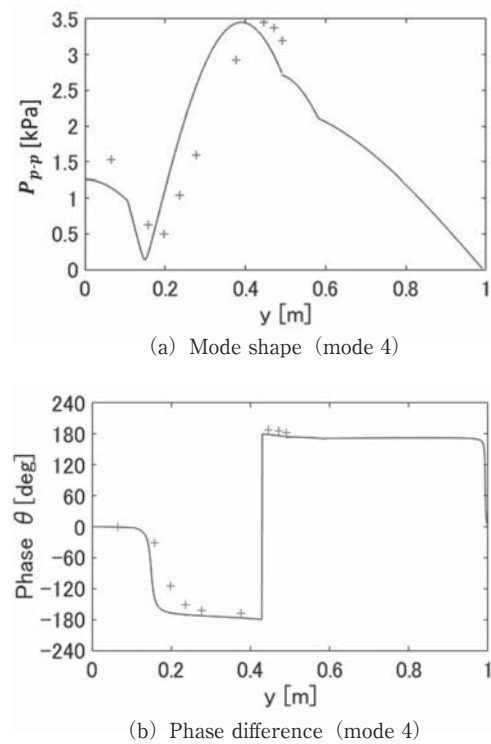 3.5
3
2.5
2
1.5
1
0.5
0
P p-p [kPa]
0 0.2 0.4 0.6 0.8 1
y [m]
(a) Mode shape (mode 4)
240
180
120
60
0
-60
-120
-180
-240
Phase θ [deg]
0 0.2 0.4 0.6 0.8 1
y [m]
(b) Phase difference (mode 4)